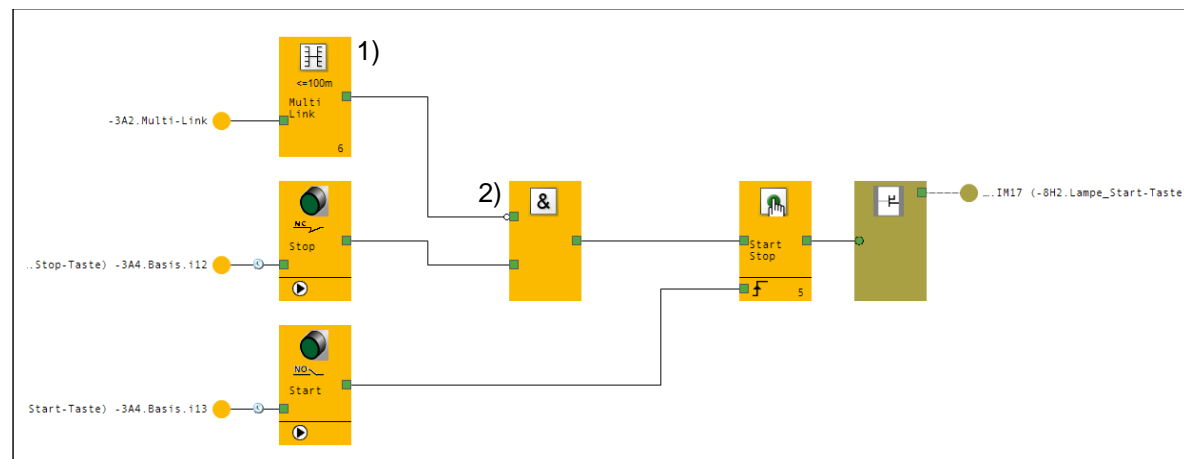 1)
<=100m
Multi
Link
-3A2.Multi-Link
6
2)
&
NC
Stop
..Stop-Taste) -3A4.Basis.i12
Start
Stop
5
...IM17 (-8H2.Lampe_Start-Taste
NO
Start
Start-Taste) -3A4.Basis.i13